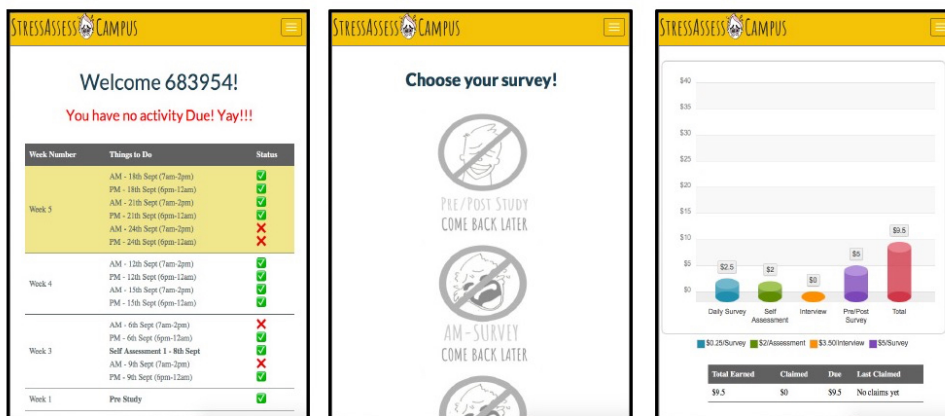 STRESSASSESS CAMPUS
Welcome 683954!
You have no activity Due! Yay!!!
Week Number Things to Do Status
AM - 18th Sept (7am-2pm)
PM - 18th Sept (6pm-12am)
AM - 21th Sept (7am-2pm)
Week 5
PM - 21th Sept (6pm-12am)
AM - 24th Sept (7am-2pm)
PM - 24th Sept (6pm-12am)
AM - 12th Sept (7am-2pm)
PM - 12th Sept (6pm-12am)
Week 4
AM - 15th Sept (7am-2pm)
PM - 15th Sept (6pm-12am)
AM - 6th Sept (7am-2pm)
PM - 6th Sept (6pm-12am)
Week 3 Self Assessment 1 - 8th Sept
AM - 9th Sept (7am-2pm)
PM - 9th Sept (6pm-12am)
Week 1 Pre Study
STRESSASSESS CAMPUS
Choose your survey!
PRE/POST STUDY
COME BACK LATER
AM-SURVEY
COME BACK LATER
STRESSASSESS CAMPUS
$40
$35
$30
$25
$20
$15
$10
$5
$0
$2.5 $2 $0 $5 $9.5
Daily Survey Self Assessment Interview Pre/Post Survey Total
$0.25/Survey $2/Assessment $3.50/Interview $5/Survey
Total Earned Claimed Due Last Claimed
$9.5 $0 $9.5 No claims yet